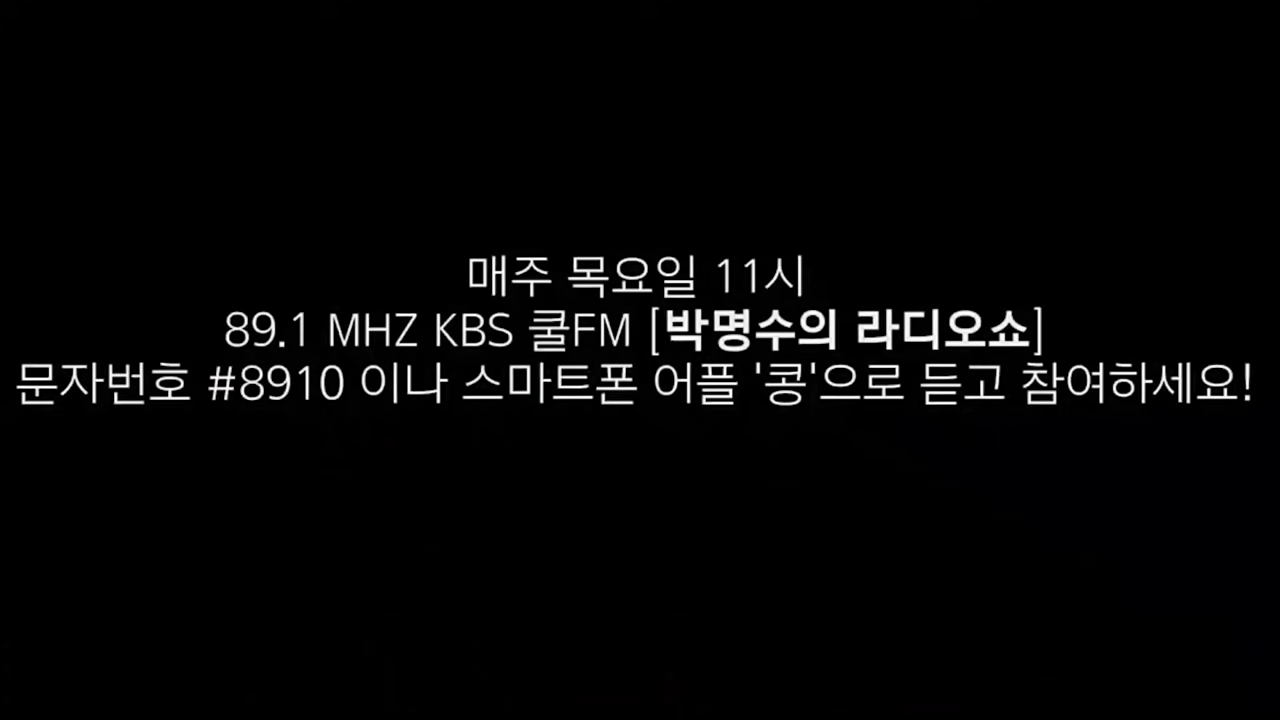 매주 목요일 11시
89.1 MHZ KBS 쿨FM [박명수의 라디오쇼]
문자번호 #8910 이나 스마트폰 어플 '콩'으로 듣고 참여하세요!